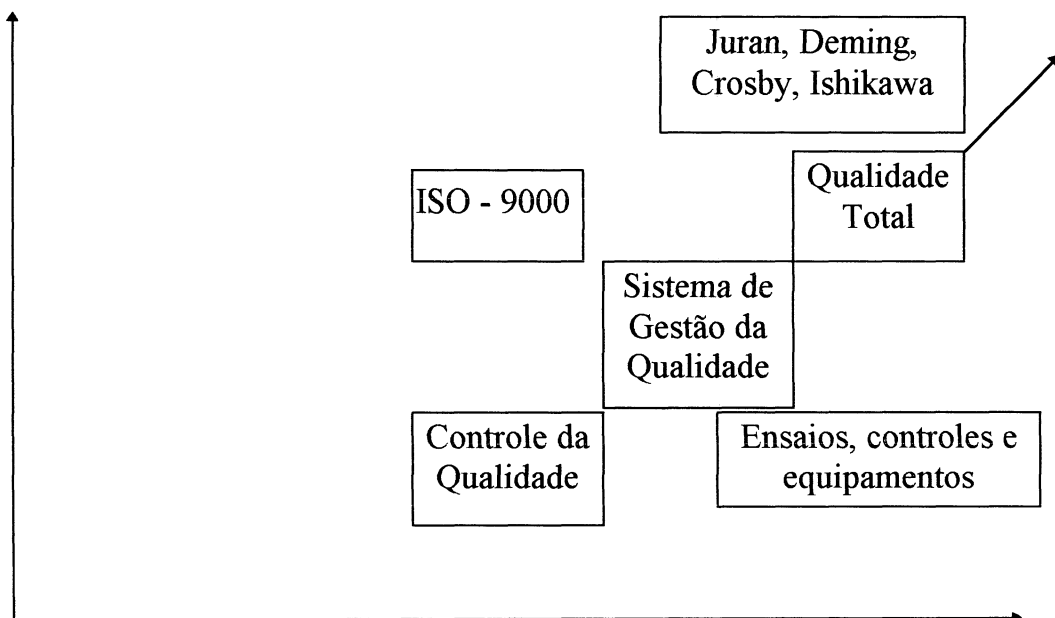 Juran, Deming,
Crosby, Ishikawa
Qualidade
Total
ISO - 9000
Sistema de
Gestão da
Qualidade
Controle da
Qualidade
Ensaios, controles e
equipamentos